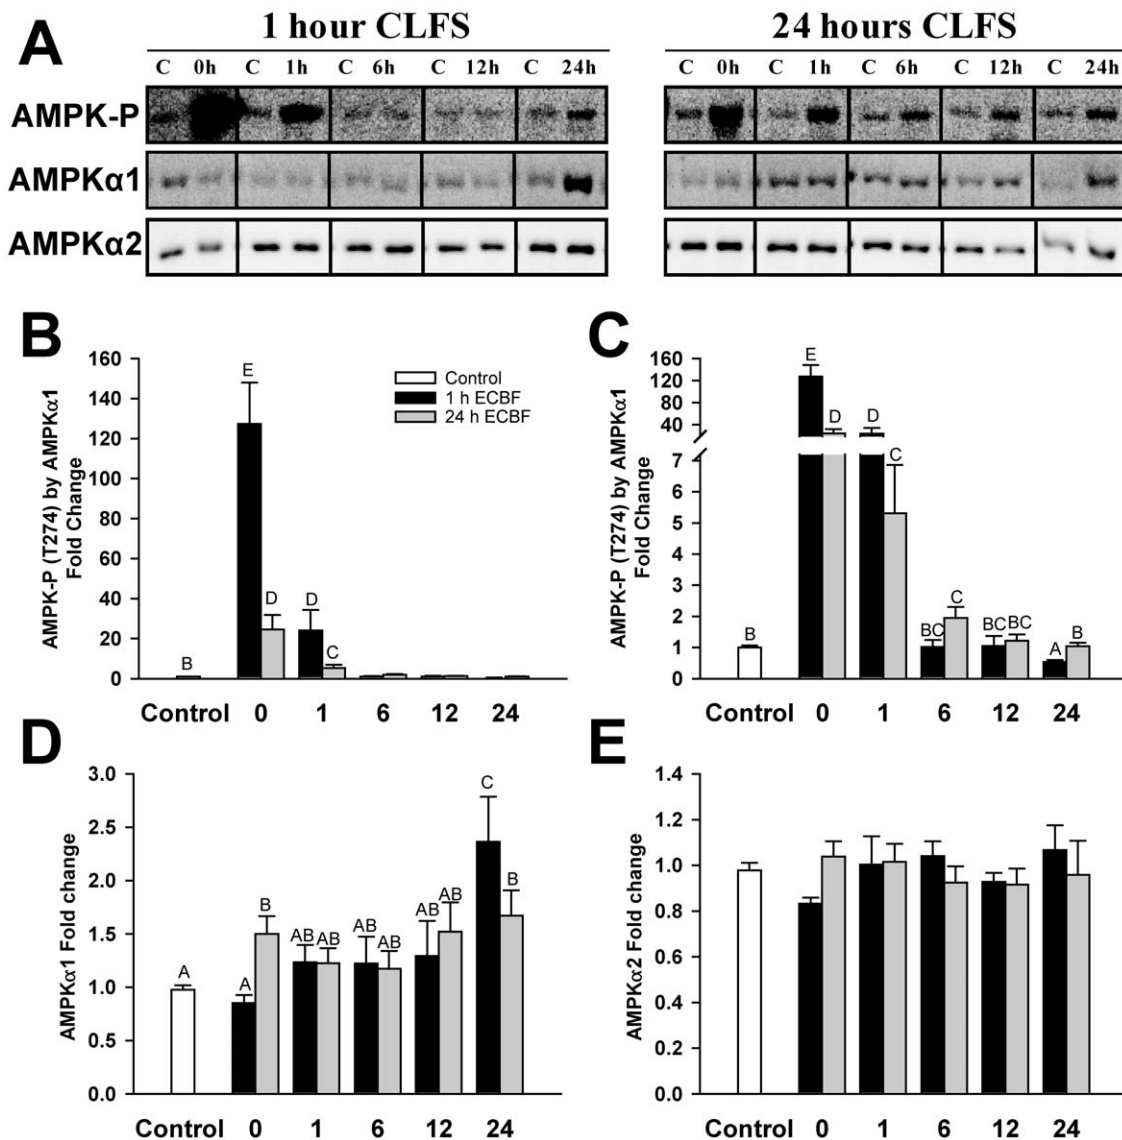 A
1 hour CLFS
24 hours CLFS
C 0h C 1h C 6h C 12h C 24h
C 0h C 1h C 6h C 12h C 24h
AMPK-P
AMPKα1
AMPKα2
B
AMPK-P (T274) by AMPKα1
Fold Change
160
140
120
100
80
60
40
20
0
Control
1 h ECBF
24 h ECBF
B
E
D
D
C
Control 0 1 6 12 24
C
AMPK-P (T274) by AMPKα1
Fold Change
160
120
80
40
7
6
5
4
3
2
1
0
B
E
D
D
C
BC
C
BC
BC
A
B
Control 0 1 6 12 24
D
AMPKα1 Fold change
3.0
2.5
2.0
1.5
1.0
0.5
0.0
A
A
B
AB
AB
AB
AB
AB
AB
C
B
Control 0 1 6 12 24
E
AMPKα2 Fold change
1.4
1.2
1.0
0.8
0.6
0.4
0.2
0.0
Control 0 1 6 12 24